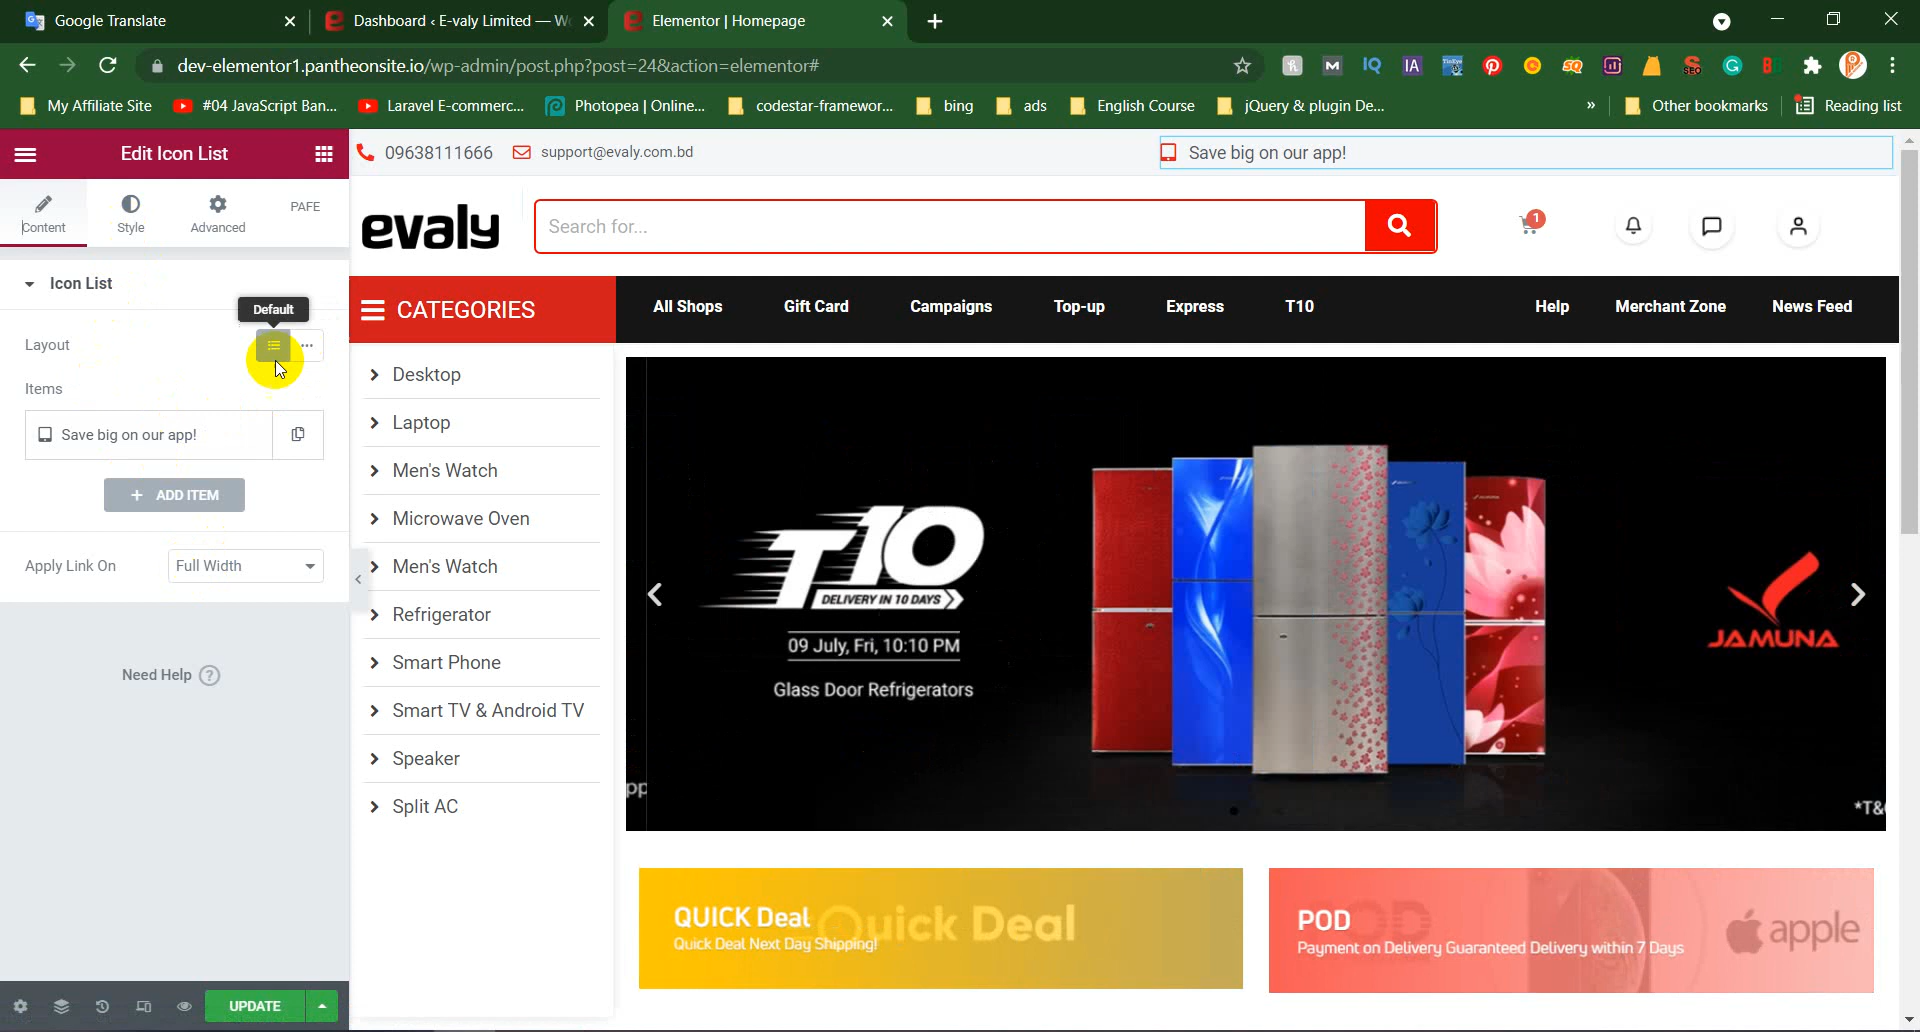 Google Translate
Dashboard ‹ E-valy Limited — W
Elementor | Homepage
dev-elementor1.pantheonsite.io/wp-admin/post.php?post=24&action=elementor#
My Affiliate Site
#04 JavaScript Ban...
Laravel E-commerc...
Photopea | Online...
codestar-framewor...
bing
ads
English Course
jQuery & plugin De...
»
Other bookmarks
Reading list
Edit Icon List
Content
Style
Advanced
PAFE
Icon List
Default
Layout
Items
Save big on our app!
+ ADD ITEM
Apply Link On
Full Width
Need Help ?
UPDATE
09638111666
support@evaly.com.bd
Save big on our app!
evaly
Search for...
1
CATEGORIES
All Shops
Gift Card
Campaigns
Top-up
Express
T10
Help
Merchant Zone
News Feed
Desktop
Laptop
Men's Watch
Microwave Oven
Men's Watch
Refrigerator
Smart Phone
Smart TV & Android TV
Speaker
Split AC
T10
DELIVERY IN 10 DAYS
09 July, Fri, 10:10 PM
Glass Door Refrigerators
JAMUNA
pp
*T&
QUICK Deal
Quick Deal Next Day Shipping!
Quick Deal
POD
Payment on Delivery Guaranteed Delivery within 7 Days
apple